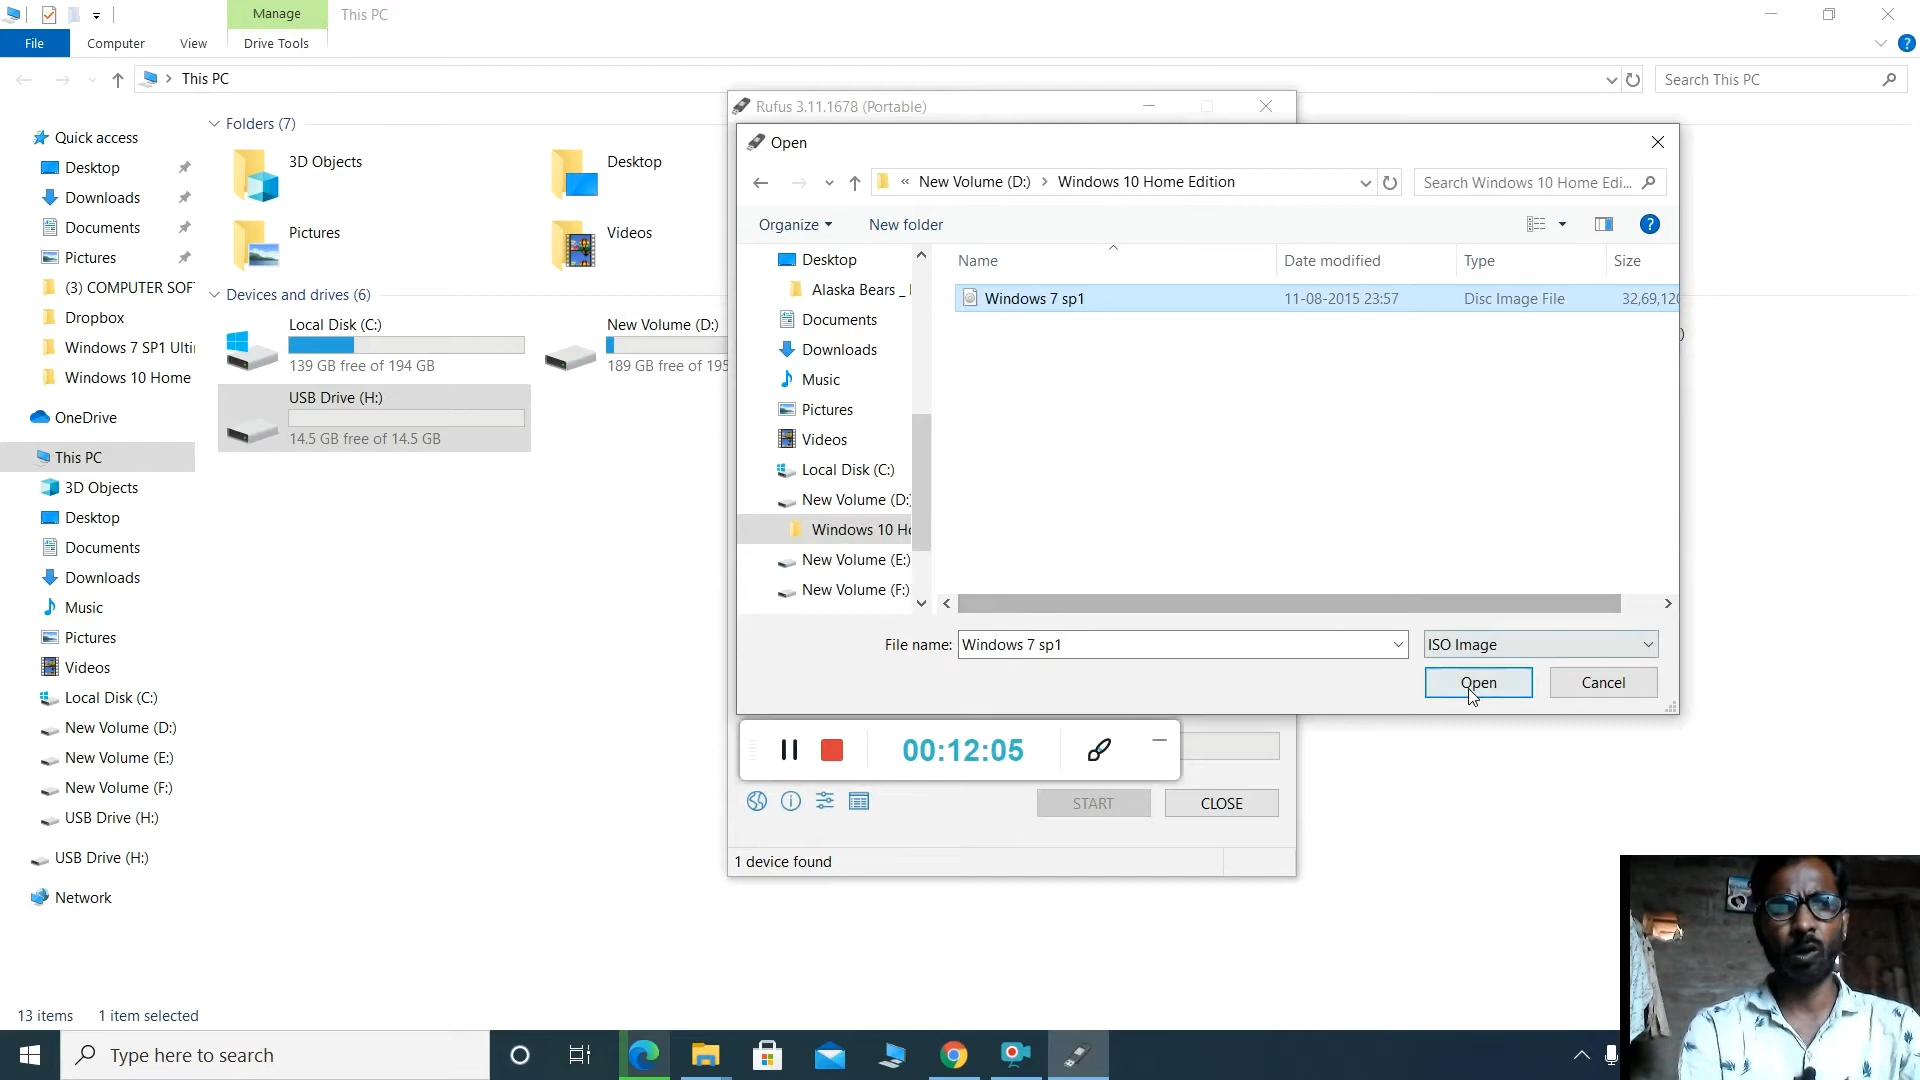 Manage
This PC
File
Computer
View
Drive Tools
This PC
Search This PC
Quick access
Desktop
Downloads
Documents
Pictures
(3) COMPUTER SOF
Dropbox
Windows 7 SP1 Ulti
Windows 10 Home
OneDrive
This PC
3D Objects
Desktop
Documents
Downloads
Music
Pictures
Videos
Local Disk (C:)
New Volume (D:)
New Volume (E:)
New Volume (F:)
USB Drive (H:)
USB Drive (H:)
Network
13 items
1 item selected
Folders (7)
3D Objects
Desktop
Pictures
Videos
Devices and drives (6)
Local Disk (C:)
139 GB free of 194 GB
New Volume (D:)
189 GB free of 195
USB Drive (H:)
14.5 GB free of 14.5 GB
Rufus 3.11.1678 (Portable)
Open
« New Volume (D:) > Windows 10 Home Edition
Search Windows 10 Home Edi...
Organize
New folder
Desktop
Alaska Bears _
Documents
Downloads
Music
Pictures
Videos
Local Disk (C:)
New Volume (D:
Windows 10 Ho
New Volume (E:)
New Volume (F:)
Name
Date modified
Type
Size
Windows 7 sp1
11-08-2015 23:57
Disc Image File
32,69,120
File name:
Windows 7 sp1
ISO Image
Open
Cancel
00:12:05
START
CLOSE
1 device found
Type here to search